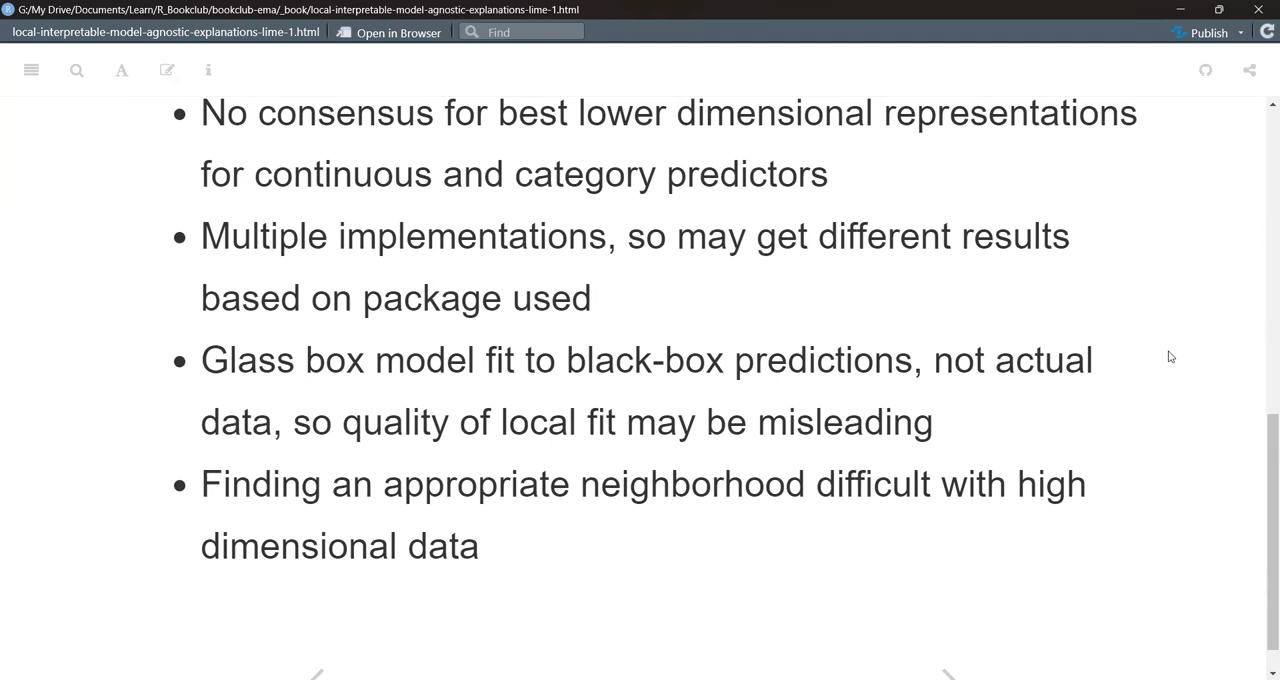 G:/My Drive/Documents/Learn/R_Bookclub/bookclub-ema/_book/local-interpretable-model-agnostic-explanations-lime-1.html
local-interpretable-model-agnostic-explanations-lime-1.html Open in Browser Find Publish
• No consensus for best lower dimensional representations
for continuous and category predictors
• Multiple implementations, so may get different results
based on package used
• Glass box model fit to black-box predictions, not actual
data, so quality of local fit may be misleading
• Finding an appropriate neighborhood difficult with high
dimensional data